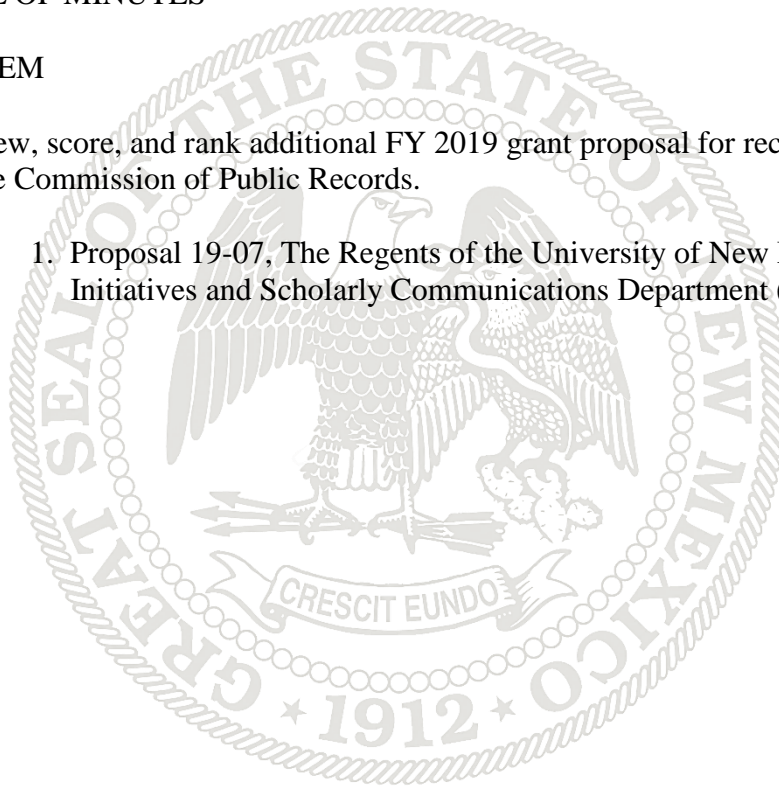 OF MINUTES
EM
ew, score, and rank additional FY 2019 grant proposal for rec
e Commission of Public Records.
1. Proposal 19-07, The Regents of the University of New
Initiatives and Scholarly Communications Department (
GREAT SEAL OF THE STATE OF NEW MEXICO
CRESCIT EUNDO
* 1912 *